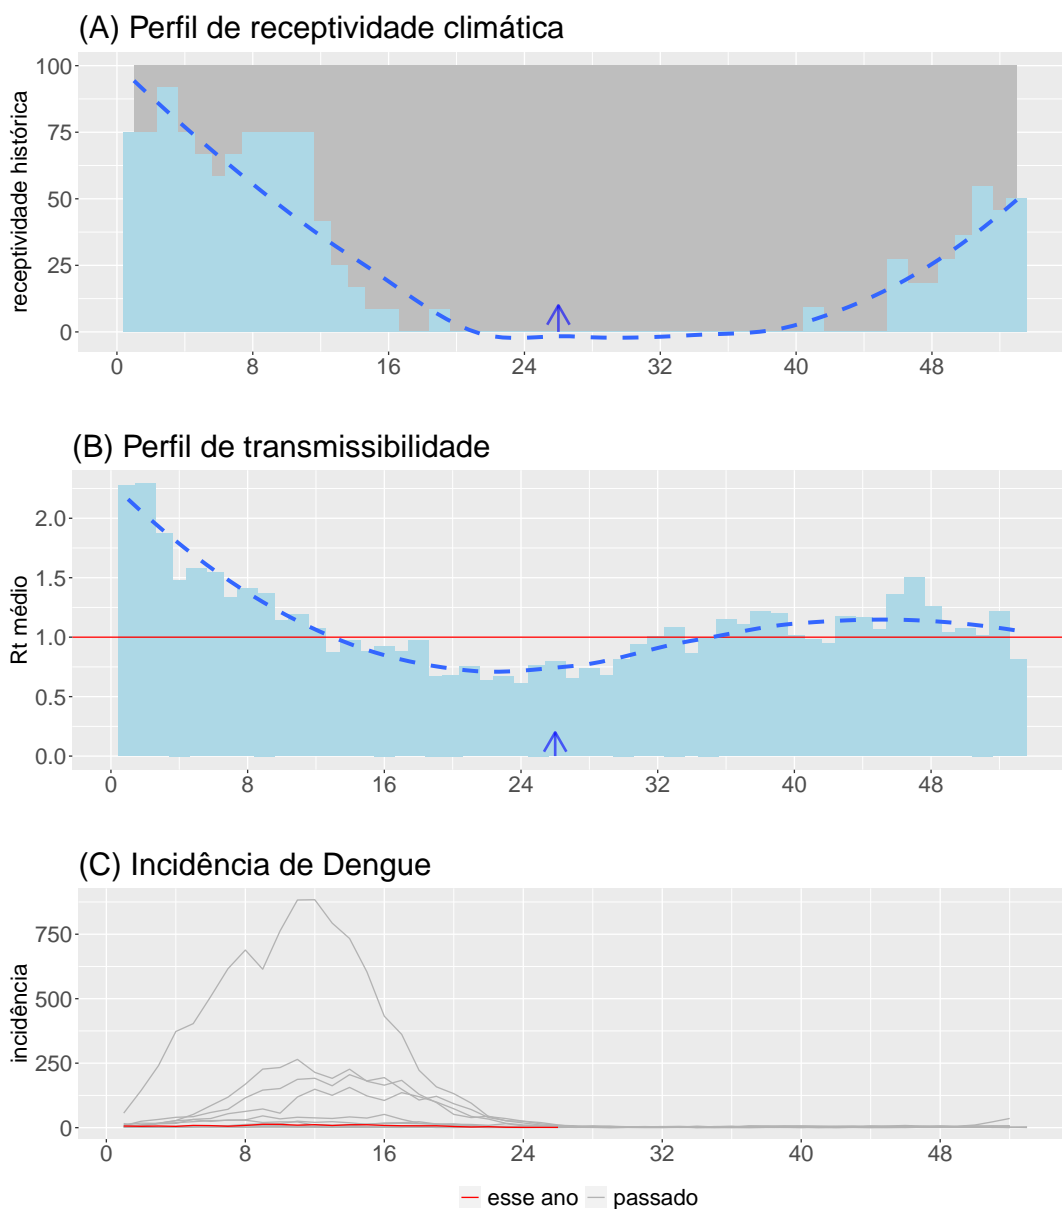 (A) Perfil de receptividade climática
receptividade histórica
100
75
50
25
0
0 8 16 24 32 40 48
(B) Perfil de transmissibilidade
Rt médio
2.0
1.5
1.0
0.5
0.0
0 8 16 24 32 40 48
(C) Incidência de Dengue
incidência
750
500
250
0
0 8 16 24 32 40 48
esse ano passado